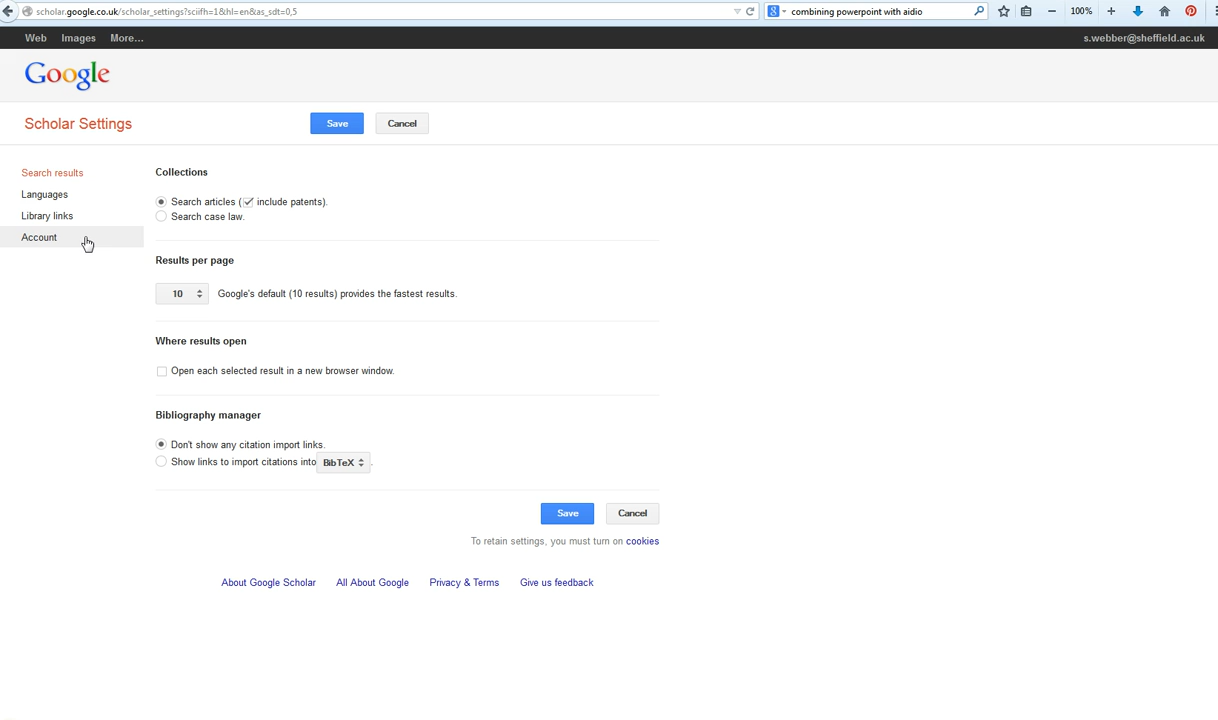 scholar.google.co.uk/scholar_settings?sciifh=1&hl=en&as_sdt=0,5
combining powerpoint with aidio
100%
Web Images More...
s.webber@sheffield.ac.uk
Google
Scholar Settings
Save Cancel
Search results
Languages
Library links
Account
Collections
Search articles ( include patents).
Search case law.
Results per page
10 Google's default (10 results) provides the fastest results.
Where results open
Open each selected result in a new browser window.
Bibliography manager
Don't show any citation import links.
Show links to import citations into BibTeX .
Save Cancel
To retain settings, you must turn on cookies
About Google Scholar All About Google Privacy & Terms Give us feedback